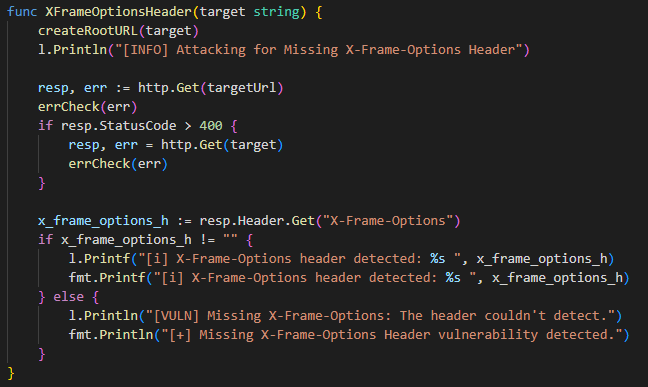 func XFrameOptionsHeader(target string) {
    createRootURL(target)
    l.Println("[INFO] Attacking for Missing X-Frame-Options Header")

    resp, err := http.Get(targetUrl)
    errCheck(err)
    if resp.StatusCode > 400 {
        resp, err = http.Get(target)
        errCheck(err)
    }

    x_frame_options_h := resp.Header.Get("X-Frame-Options")
    if x_frame_options_h != "" {
        l.Printf("[i] X-Frame-Options header detected: %s ", x_frame_options_h)
        fmt.Printf("[i] X-Frame-Options header detected: %s ", x_frame_options_h)
    } else {
        l.Println("[VULN] Missing X-Frame-Options: The header couldn't detect.")
        fmt.Println("[+] Missing X-Frame-Options Header vulnerability detected.")
    }
}